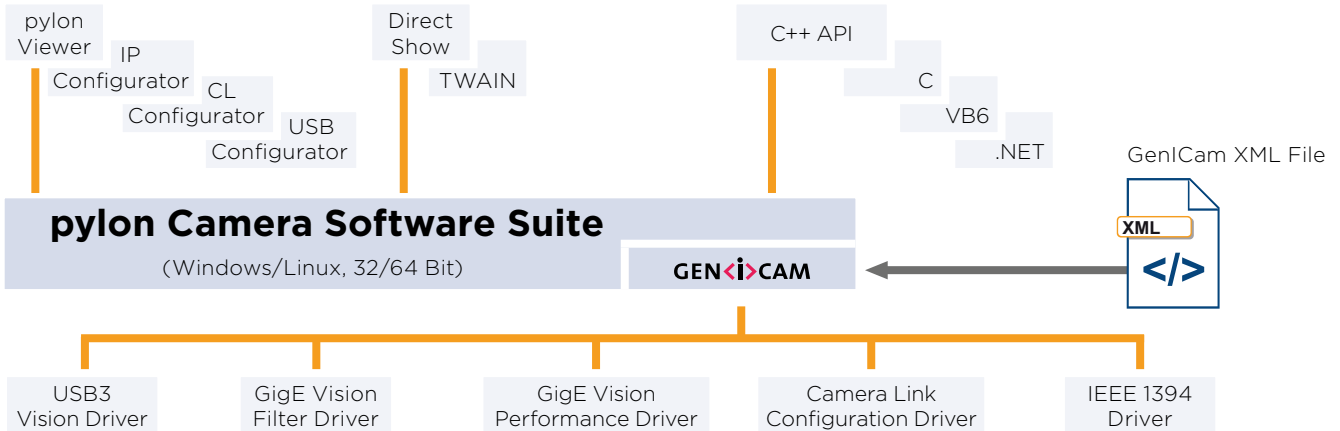 pylon
Viewer
IP
Configurator
CL
Configurator
USB
Configurator
Direct
Show
TWAIN
C++ API
C
VB6
.NET
GenICam XML File
XML
</>
pylon Camera Software Suite
(Windows/Linux, 32/64 Bit)
GEN<i>CAM
USB3
Vision Driver
GigE Vision
Filter Driver
GigE Vision
Performance Driver
Camera Link
Configuration Driver
IEEE 1394
Driver